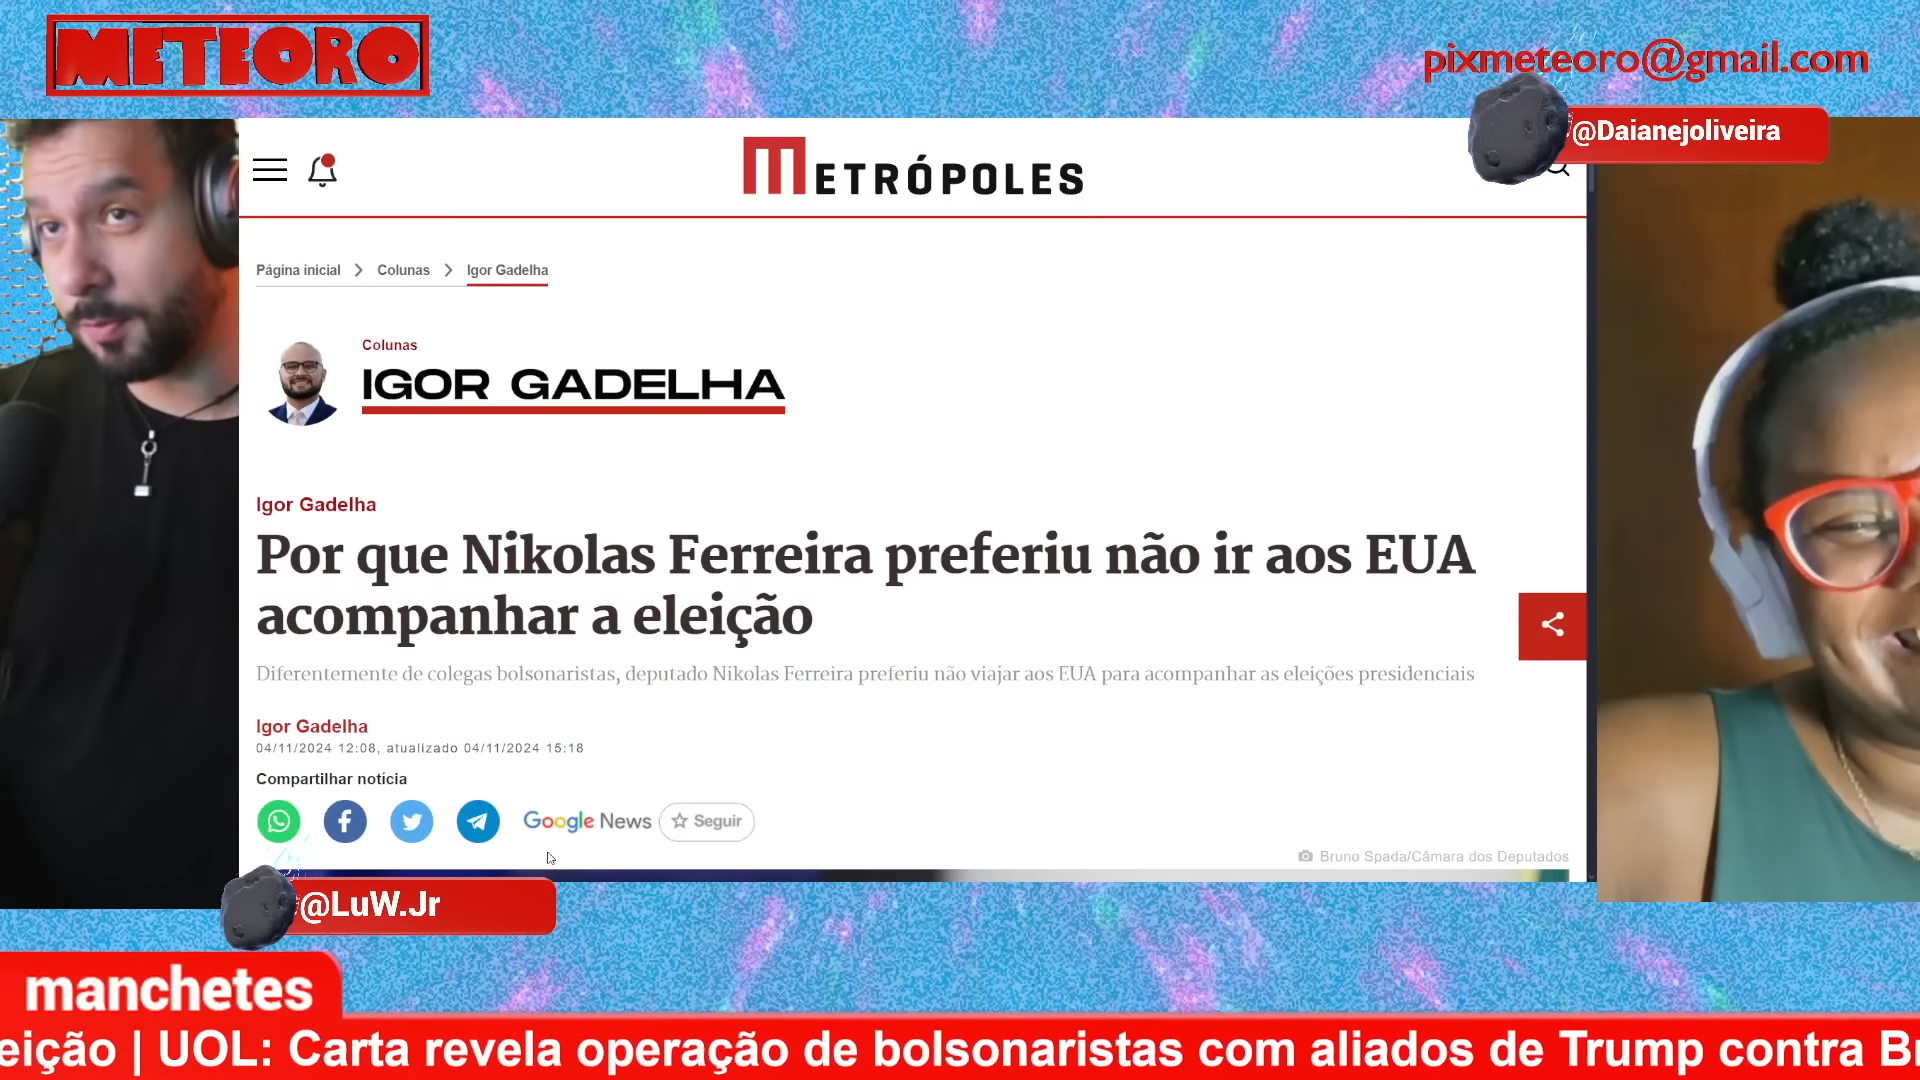 METEORO
pixmeteoro@gmail.com
@Daianejoliveira
METRÓPOLES
Página inicial > Colunas > Igor Gadelha
Colunas
IGOR GADELHA
Igor Gadelha
Por que Nikolas Ferreira preferiu não ir aos EUA
acompanhar a eleição
Diferentemente de colegas bolsonaristas, deputado Nikolas Ferreira preferiu não viajar aos EUA para acompanhar as eleições presidenciais
Igor Gadelha
04/11/2024 12:08, atualizado 04/11/2024 15:18
Compartilhar notícia
Google News Seguir
Bruno Spada/Câmara dos Deputados
@LuW.Jr
manchetes
eição | UOL: Carta revela operação de bolsonaristas com aliados de Trump contra